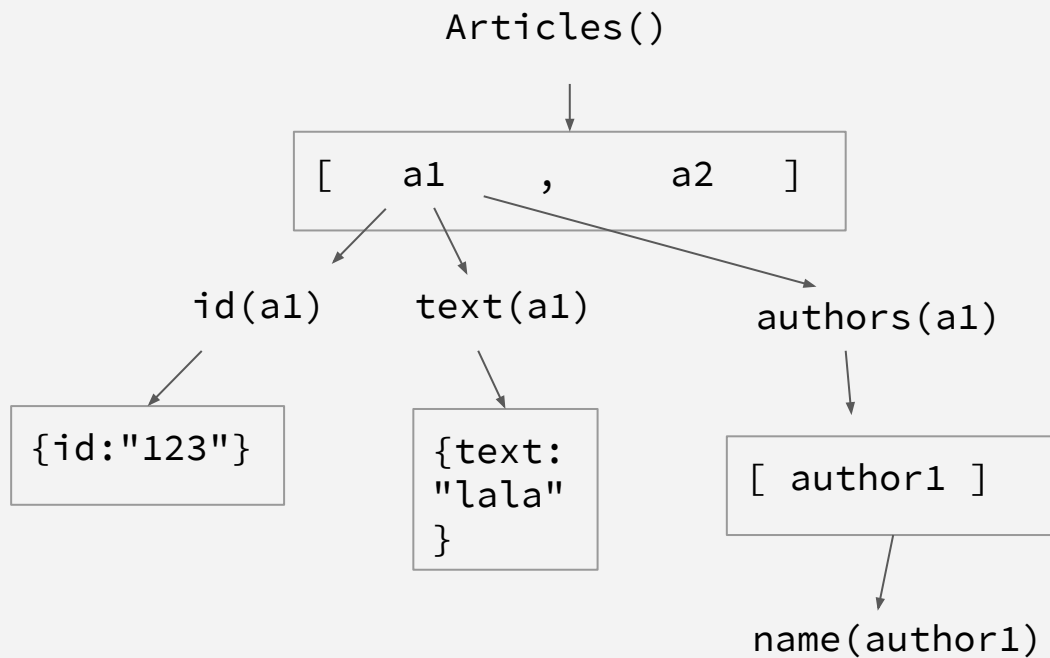 Articles()
[ a1 , a2 ]
id(a1)
text(a1)
authors(a1)
{id:"123"}
{text:
"lala"
}
[ author1 ]
name(author1)